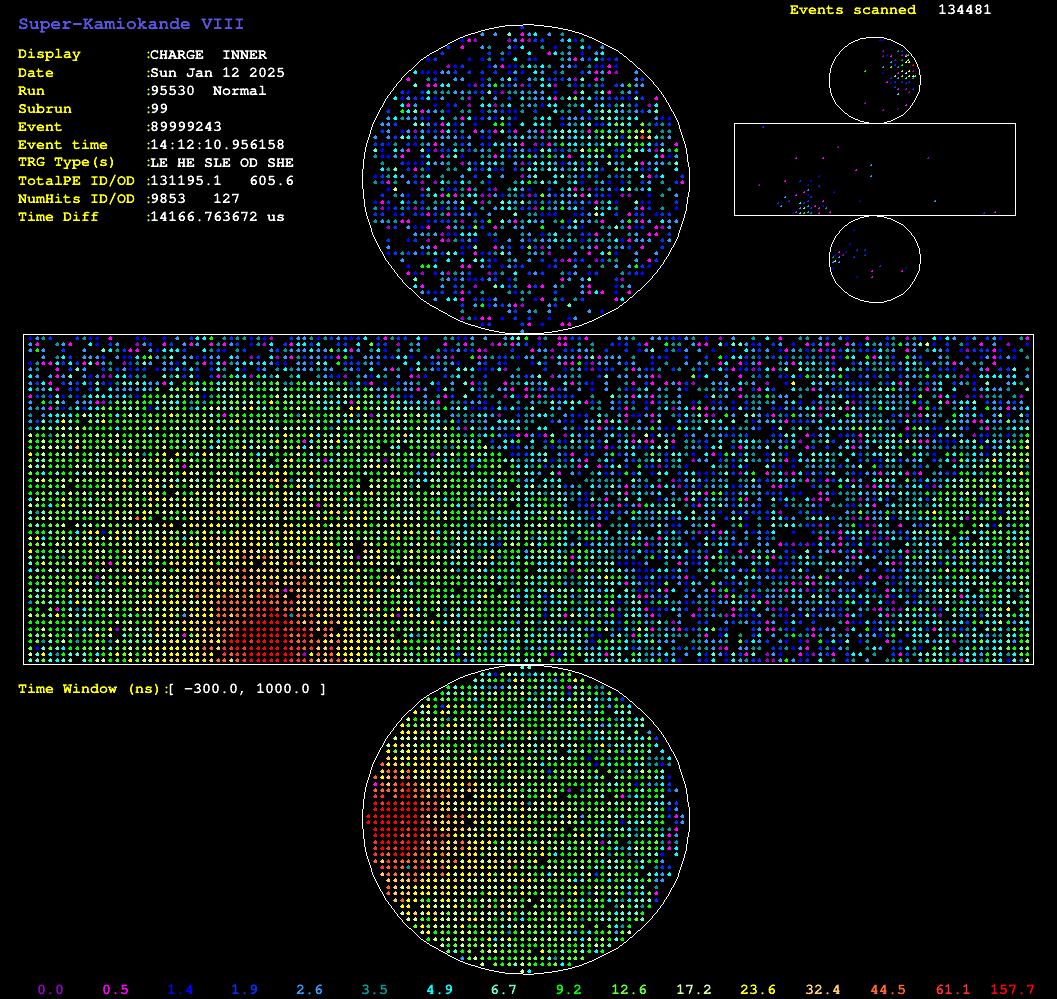 Super-Kamiokande VIII
Events scanned 134481
Display :CHARGE INNER
Date :Sun Jan 12 2025
Run :95530 Normal
Subrun :99
Event :89999243
Event time :14:12:10.956158
TRG Type(s) :LE HE SLE OD SHE
TotalPE ID/OD :131195.1 605.6
NumHits ID/OD :9853 127
Time Diff :14166.763672 us
Time Window (ns):[ -300.0, 1000.0 ]
0.0 0.5 1.4 1.9 2.6 3.5 4.9 6.7 9.2 12.6 17.2 23.6 32.4 44.5 61.1 157.7